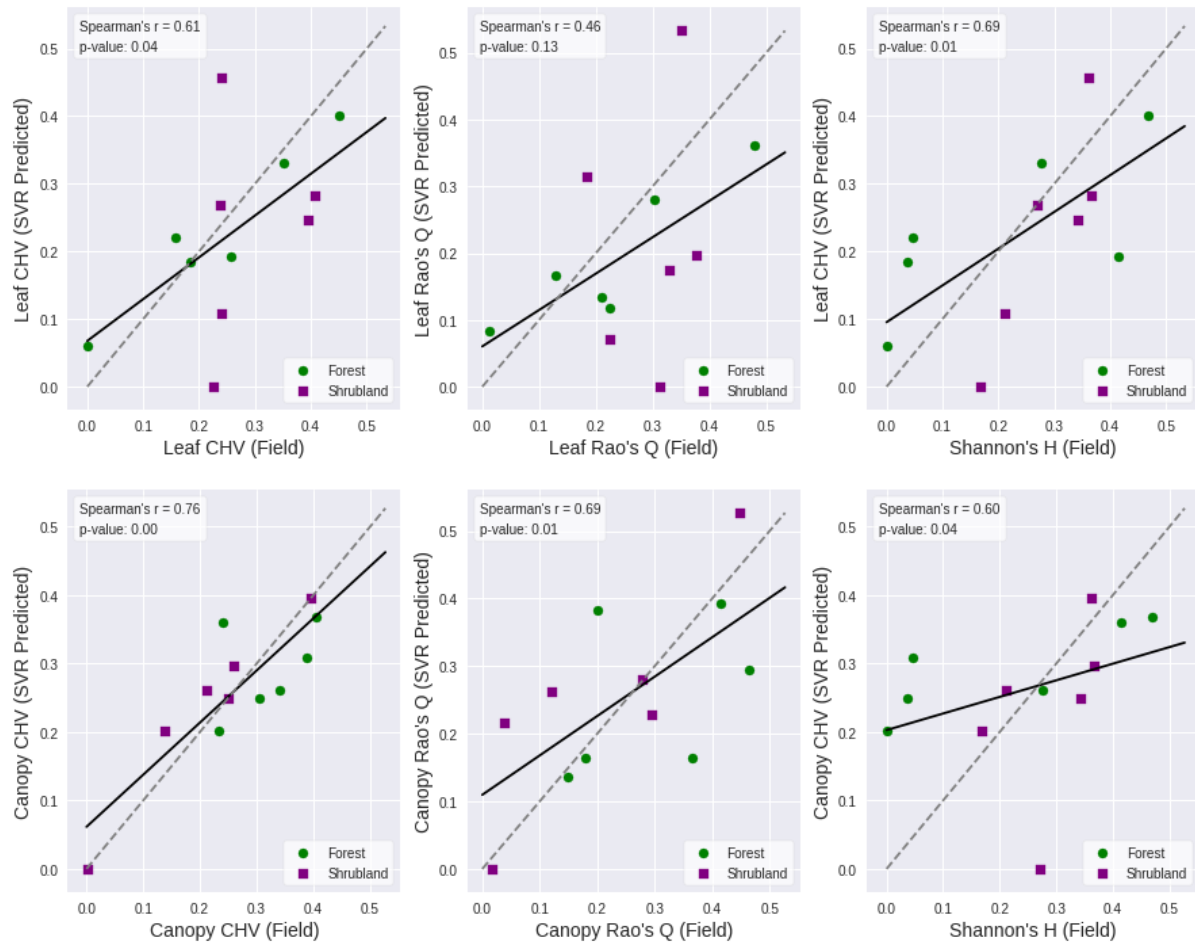 Spearman's r = 0.61
p-value: 0.04
Leaf CHV (SVR Predicted)
0.5
0.4
0.3
0.2
0.1
0.0
Forest
Shrubland
0.0 0.1 0.2 0.3 0.4 0.5
Leaf CHV (Field)
Spearman's r = 0.46
p-value: 0.13
Leaf Rao's Q (SVR Predicted)
0.5
0.4
0.3
0.2
0.1
0.0
Forest
Shrubland
0.0 0.1 0.2 0.3 0.4 0.5
Leaf Rao's Q (Field)
Spearman's r = 0.69
p-value: 0.01
Leaf CHV (SVR Predicted)
0.5
0.4
0.3
0.2
0.1
0.0
Forest
Shrubland
0.0 0.1 0.2 0.3 0.4 0.5
Shannon's H (Field)
Spearman's r = 0.76
p-value: 0.00
Canopy CHV (SVR Predicted)
0.5
0.4
0.3
0.2
0.1
0.0
Forest
Shrubland
0.0 0.1 0.2 0.3 0.4 0.5
Canopy CHV (Field)
Spearman's r = 0.69
p-value: 0.01
Canopy Rao's Q (SVR Predicted)
0.5
0.4
0.3
0.2
0.1
0.0
Forest
Shrubland
0.0 0.1 0.2 0.3 0.4 0.5
Canopy Rao's Q (Field)
Spearman's r = 0.60
p-value: 0.04
Canopy CHV (SVR Predicted)
0.5
0.4
0.3
0.2
0.1
0.0
Forest
Shrubland
0.0 0.1 0.2 0.3 0.4 0.5
Shannon's H (Field)